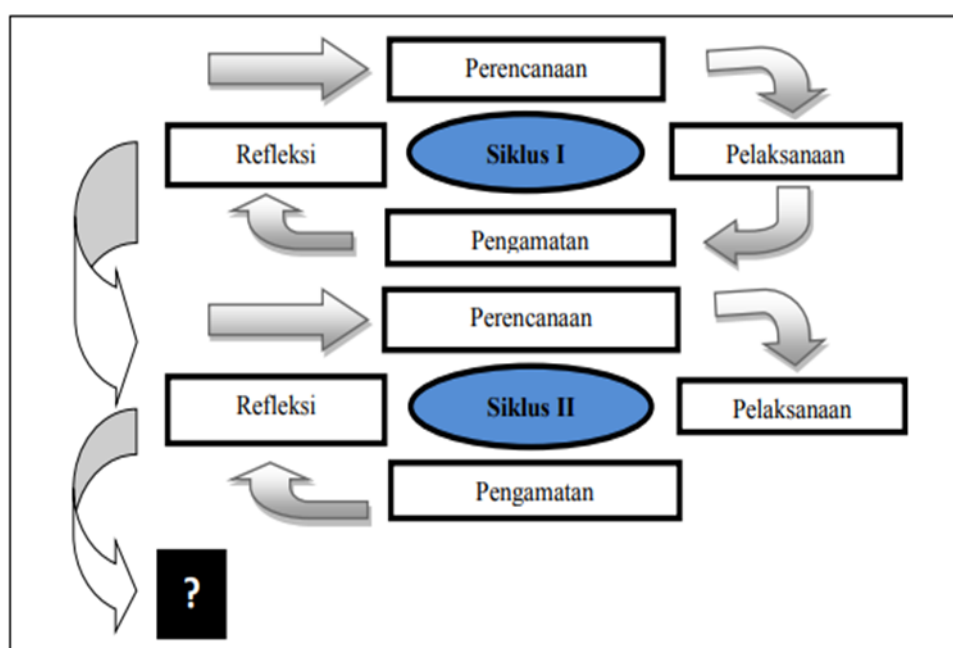 Perencanaan
Refleksi
Siklus I
Pelaksanaan
Pengamatan
Perencanaan
Refleksi
Siklus II
Pelaksanaan
Pengamatan
?